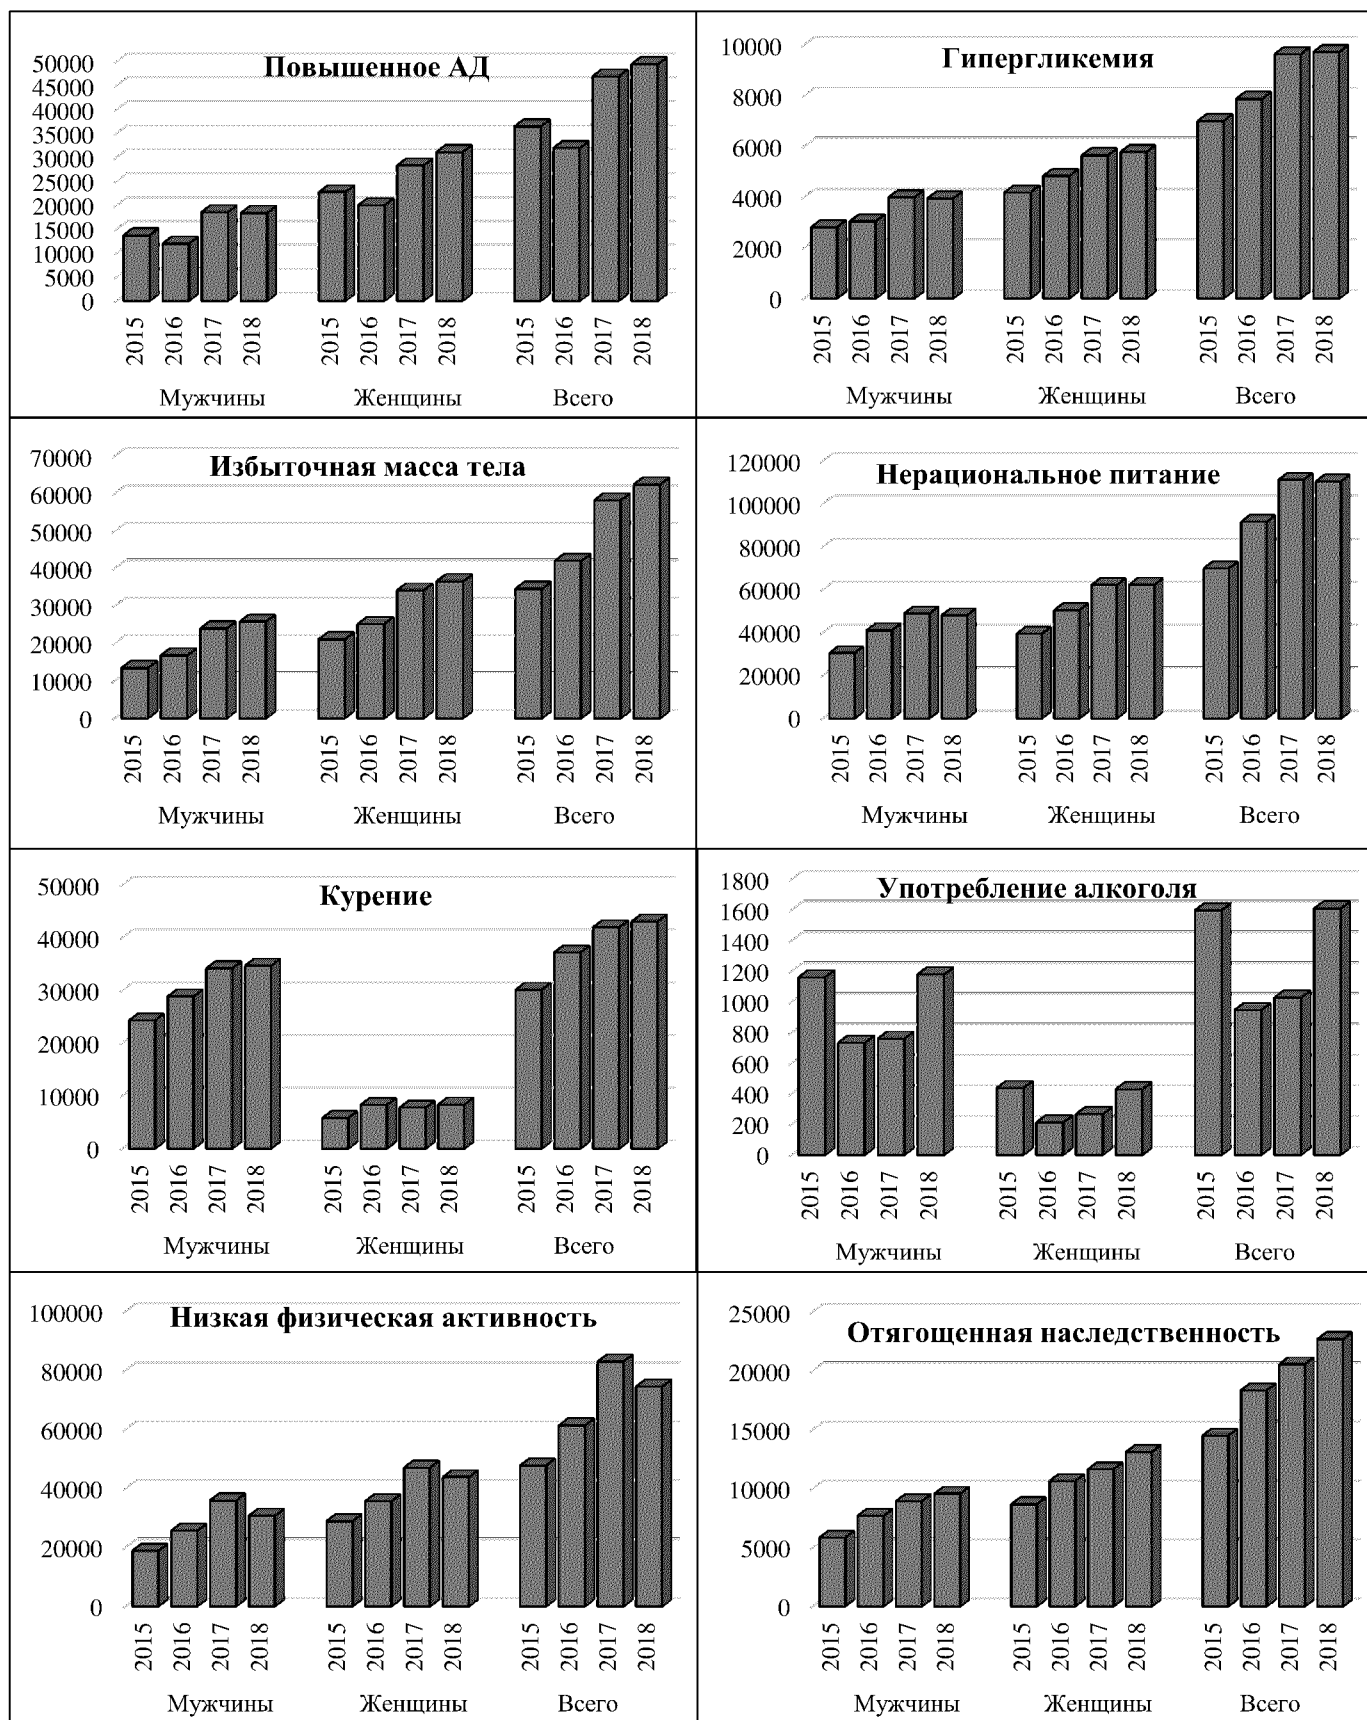 Повышенное АД
50000
45000
40000
35000
30000
25000
20000
15000
10000
5000
0
2015 2016 2017 2018 2015 2016 2017 2018 2015 2016 2017 2018
Мужчины Женщины Всего
Гипергликемия
10000
8000
6000
4000
2000
0
2015 2016 2017 2018 2015 2016 2017 2018 2015 2016 2017 2018
Мужчины Женщины Всего
Избыточная масса тела
70000
60000
50000
40000
30000
20000
10000
0
2015 2016 2017 2018 2015 2016 2017 2018 2015 2016 2017 2018
Мужчины Женщины Всего
Нерациональное питание
120000
100000
80000
60000
40000
20000
0
2015 2016 2017 2018 2015 2016 2017 2018 2015 2016 2017 2018
Мужчины Женщины Всего
Курение
50000
40000
30000
20000
10000
0
2015 2016 2017 2018 2015 2016 2017 2018 2015 2016 2017 2018
Мужчины Женщины Всего
Употребление алкоголя
1800
1600
1400
1200
1000
800
600
400
200
0
2015 2016 2017 2018 2015 2016 2017 2018 2015 2016 2017 2018
Мужчины Женщины Всего
Низкая физическая активность
100000
80000
60000
40000
20000
0
2015 2016 2017 2018 2015 2016 2017 2018 2015 2016 2017 2018
Мужчины Женщины Всего
Отягощенная наследственность
25000
20000
15000
10000
5000
0
2015 2016 2017 2018 2015 2016 2017 2018 2015 2016 2017 2018
Мужчины Женщины Всего